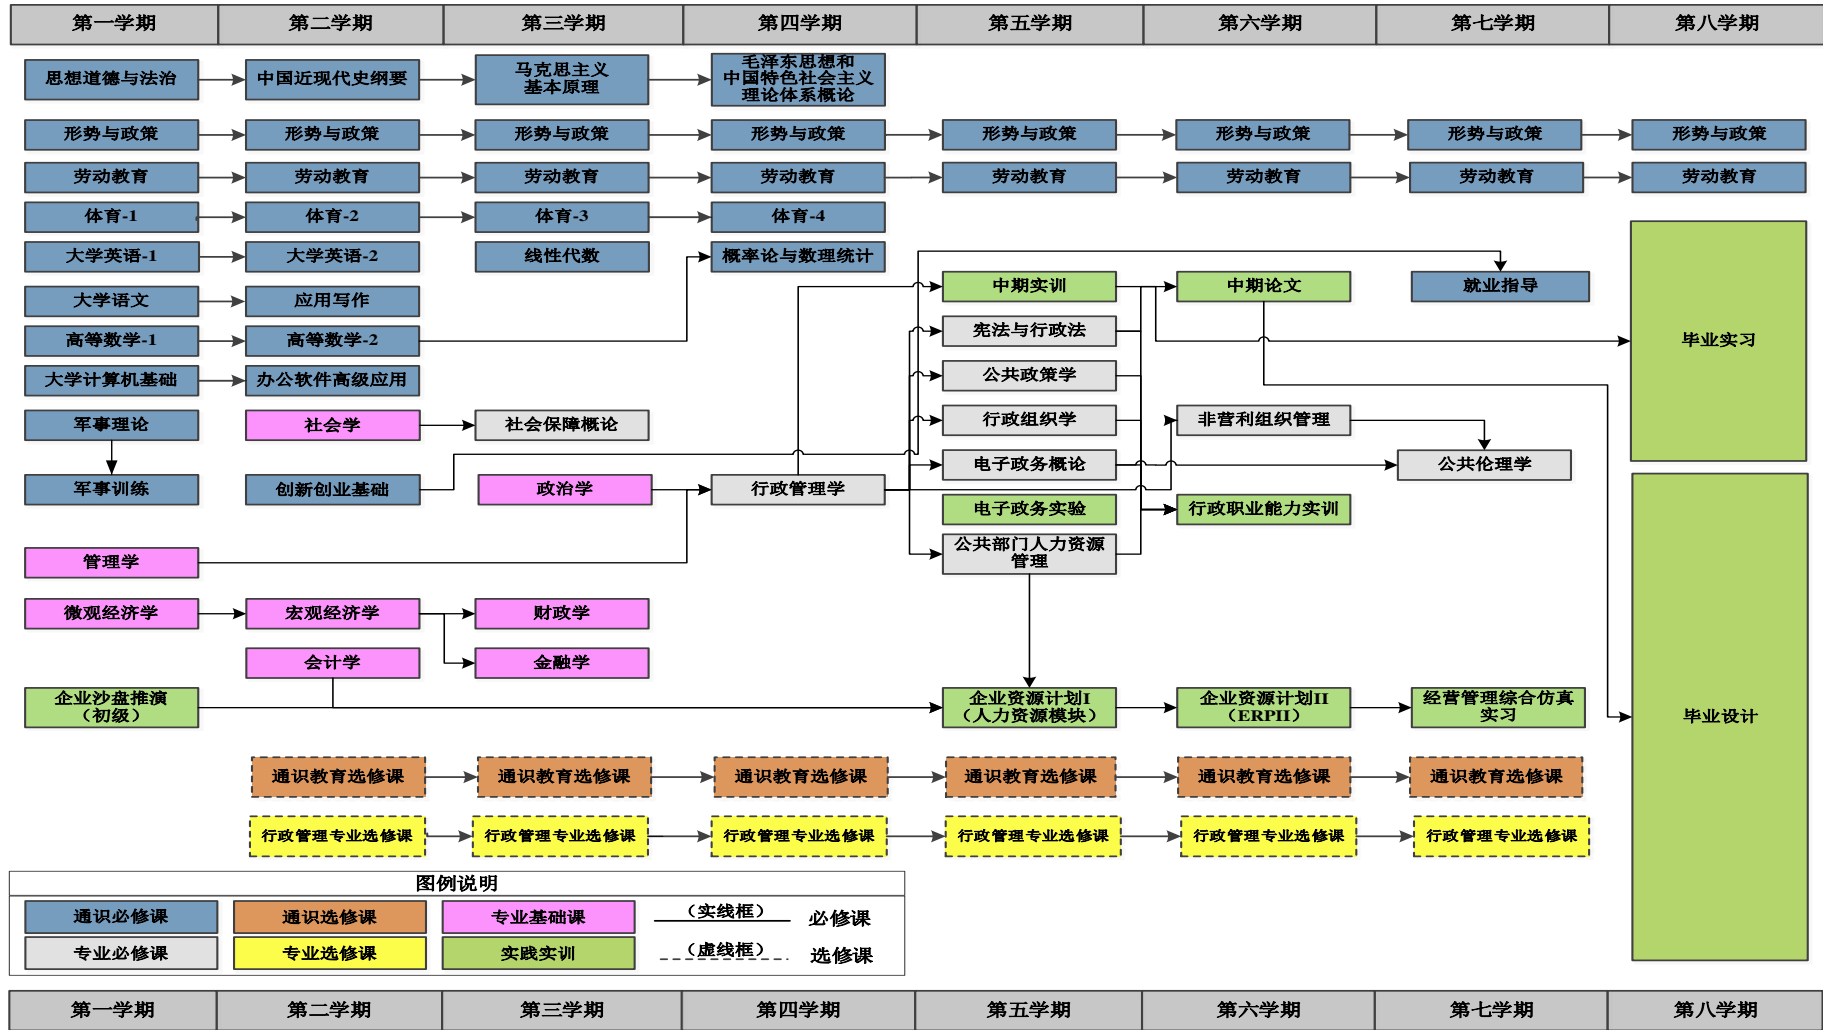 第一学期 第二学期 第三学期 第四学期 第五学期 第六学期 第七学期 第八学期
思想道德与法治 中国近现代史纲要 马克思主义 毛泽东思想和
基本原理 中国特色社会主义
理论体系概论
形势与政策 形势与政策 形势与政策 形势与政策 形势与政策 形势与政策 形势与政策 形势与政策
劳动教育 劳动教育 劳动教育 劳动教育 劳动教育 劳动教育 劳动教育 劳动教育
体育-1 体育-2 体育-3 体育-4
大学英语-1 大学英语-2 线性代数 概率论与数理统计
中期实训 中期论文 就业指导
大学语文 应用写作
宪法与行政法
高等数学-1 高等数学-2 毕业实习
大学计算机基础 办公软件高级应用 公共政策学
军事理论 社会学 社会保障概论 行政组织学 非营利组织管理
电子政务概论 公共伦理学
军事训练 创新创业基础 政治学 行政管理学
电子政务实验 行政职业能力实训
管理学 公共部门人力资源
管理
微观经济学 宏观经济学 财政学
会计学 金融学
企业沙盘推演 企业资源计划I 企业资源计划II 经营管理综合仿真
（初级） （人力资源模块） （ERPII） 实习
毕业设计
通识教育选修课 通识教育选修课 通识教育选修课 通识教育选修课 通识教育选修课 通识教育选修课
行政管理专业选修课 行政管理专业选修课 行政管理专业选修课 行政管理专业选修课 行政管理专业选修课 行政管理专业选修课
图例说明
通识必修课 通识选修课 专业基础课 （实线框） 必修课
专业必修课 专业选修课 实践实训 （虚线框） 选修课
第一学期 第二学期 第三学期 第四学期 第五学期 第六学期 第七学期 第八学期